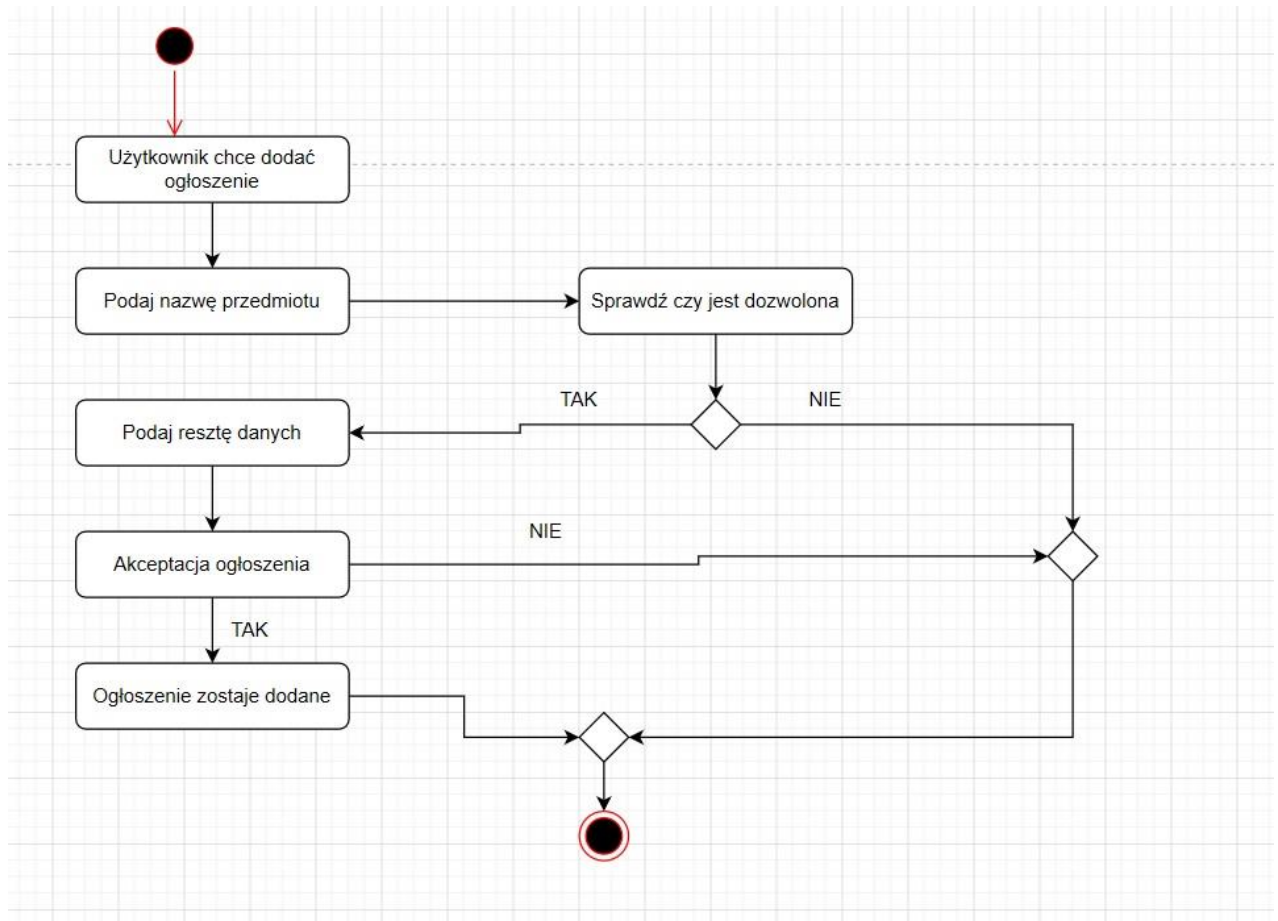 Użytkownik chce dodać
ogłoszenie
Podaj nazwę przedmiotu
Sprawdź czy jest dozwolona
TAK
NIE
Podaj resztę danych
NIE
Akceptacja ogłoszenia
TAK
Ogłoszenie zostaje dodane